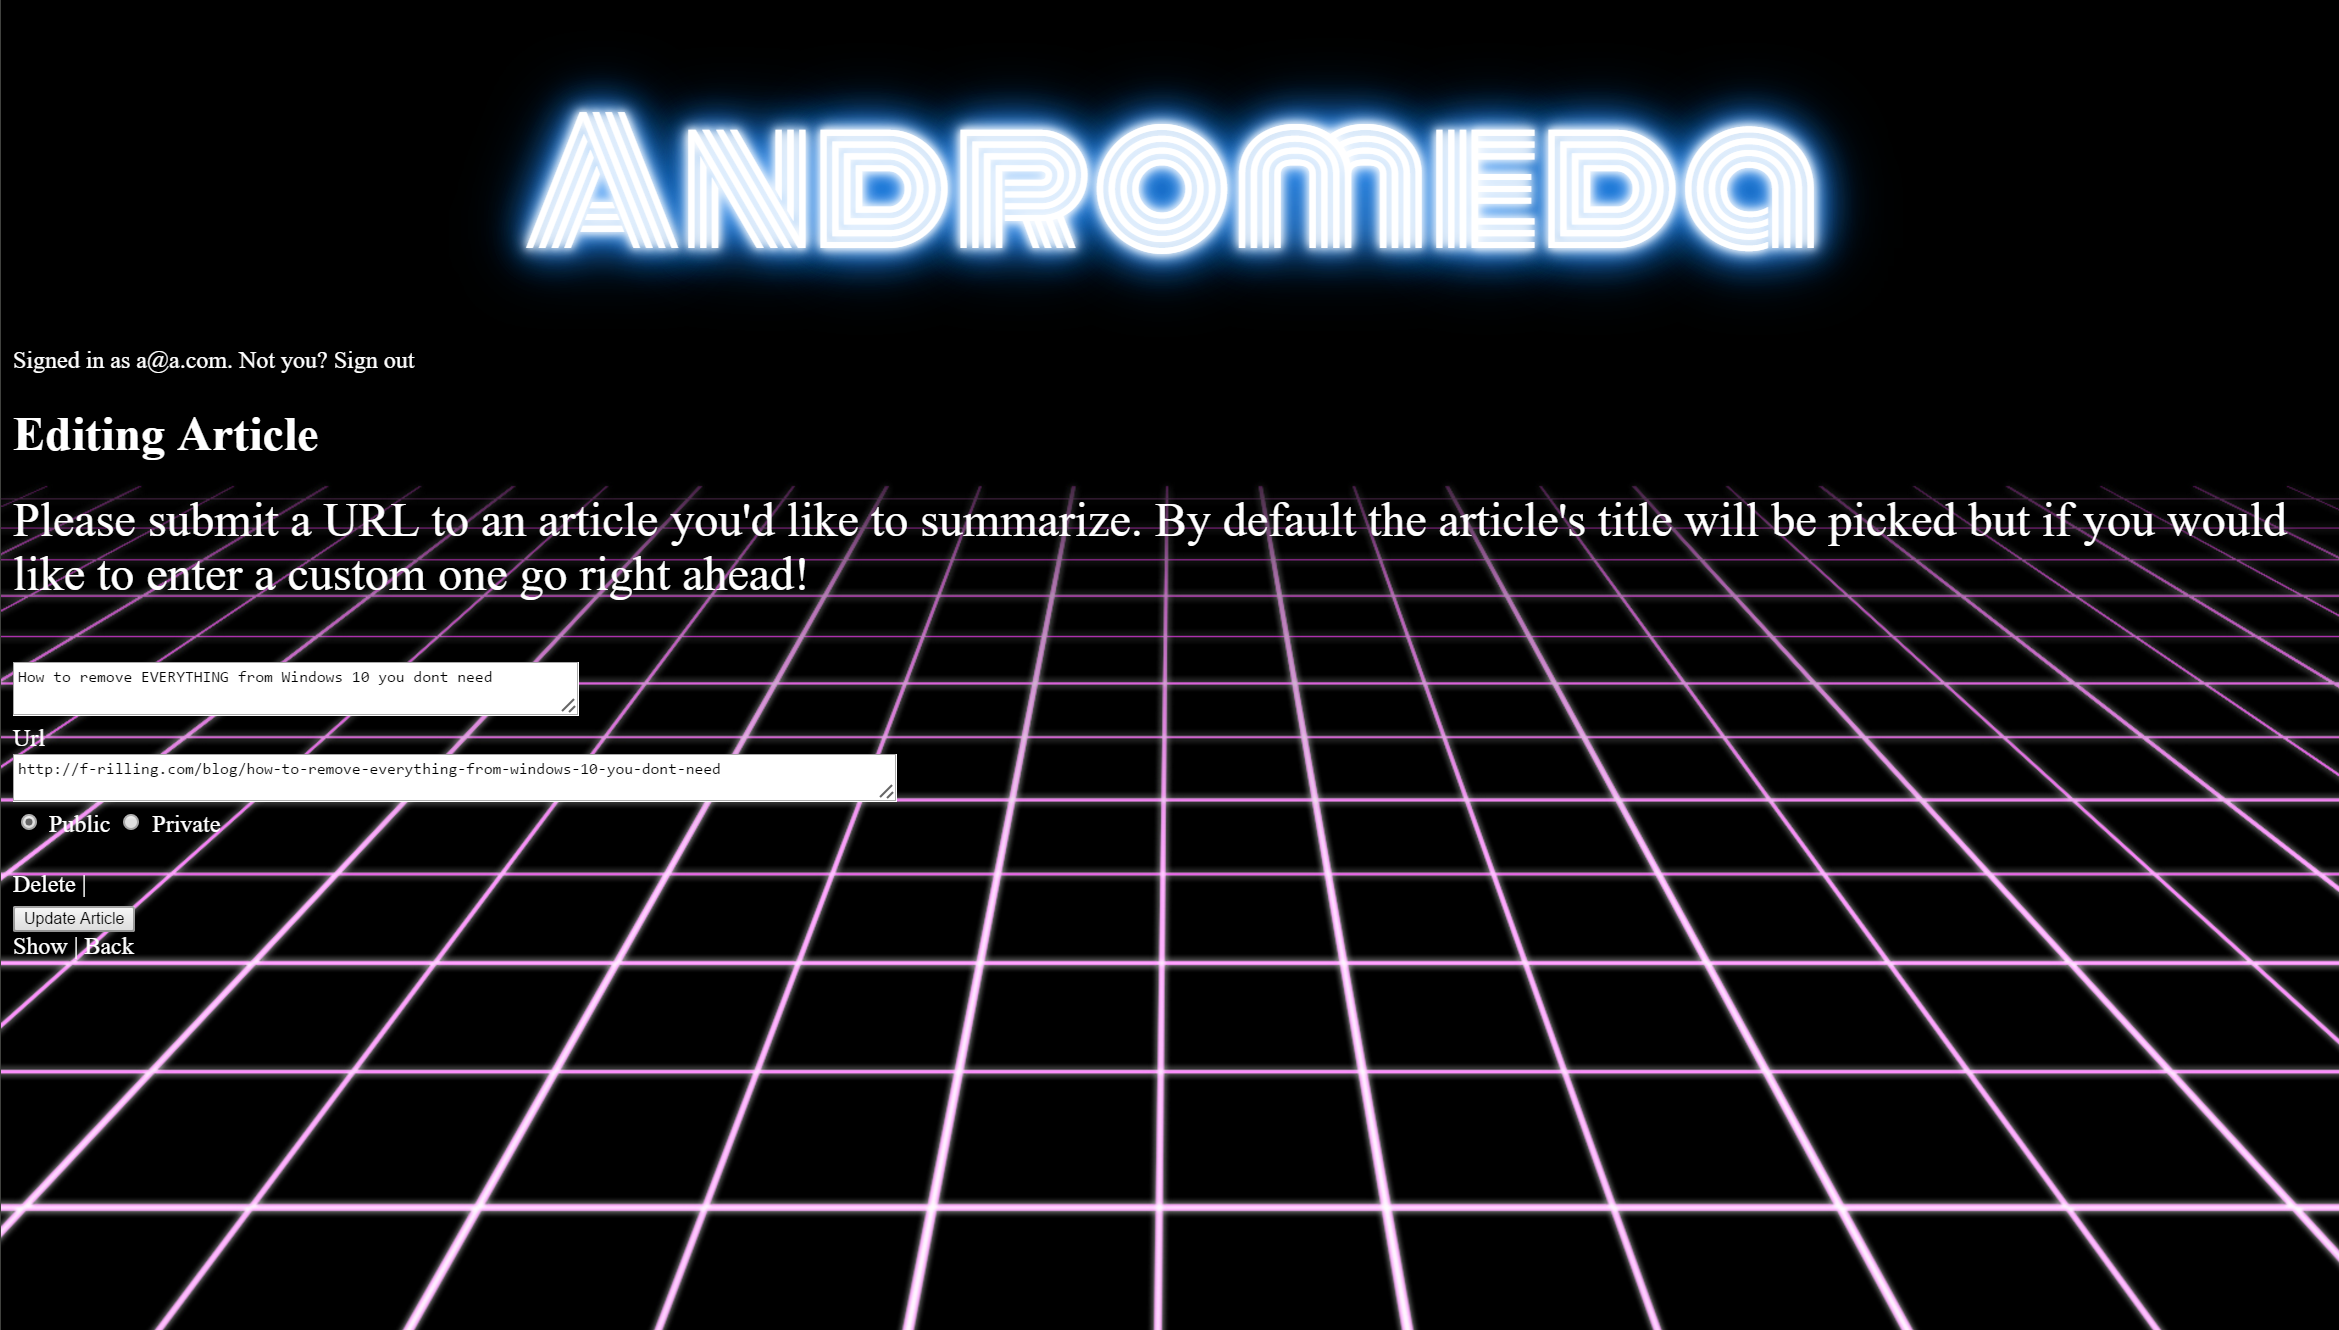 AndromedA
Signed in as a@a.com. Not you? Sign out
Editing Article
Please submit a URL to an article you'd like to summarize. By default the article's title will be picked but if you would
like to enter a custom one go right ahead!
How to remove EVERYTHING from Windows 10 you dont need
Url
http://f-rilling.com/blog/how-to-remove-everything-from-windows-10-you-dont-need
Public Private
Delete |
Update Article
Show | Back